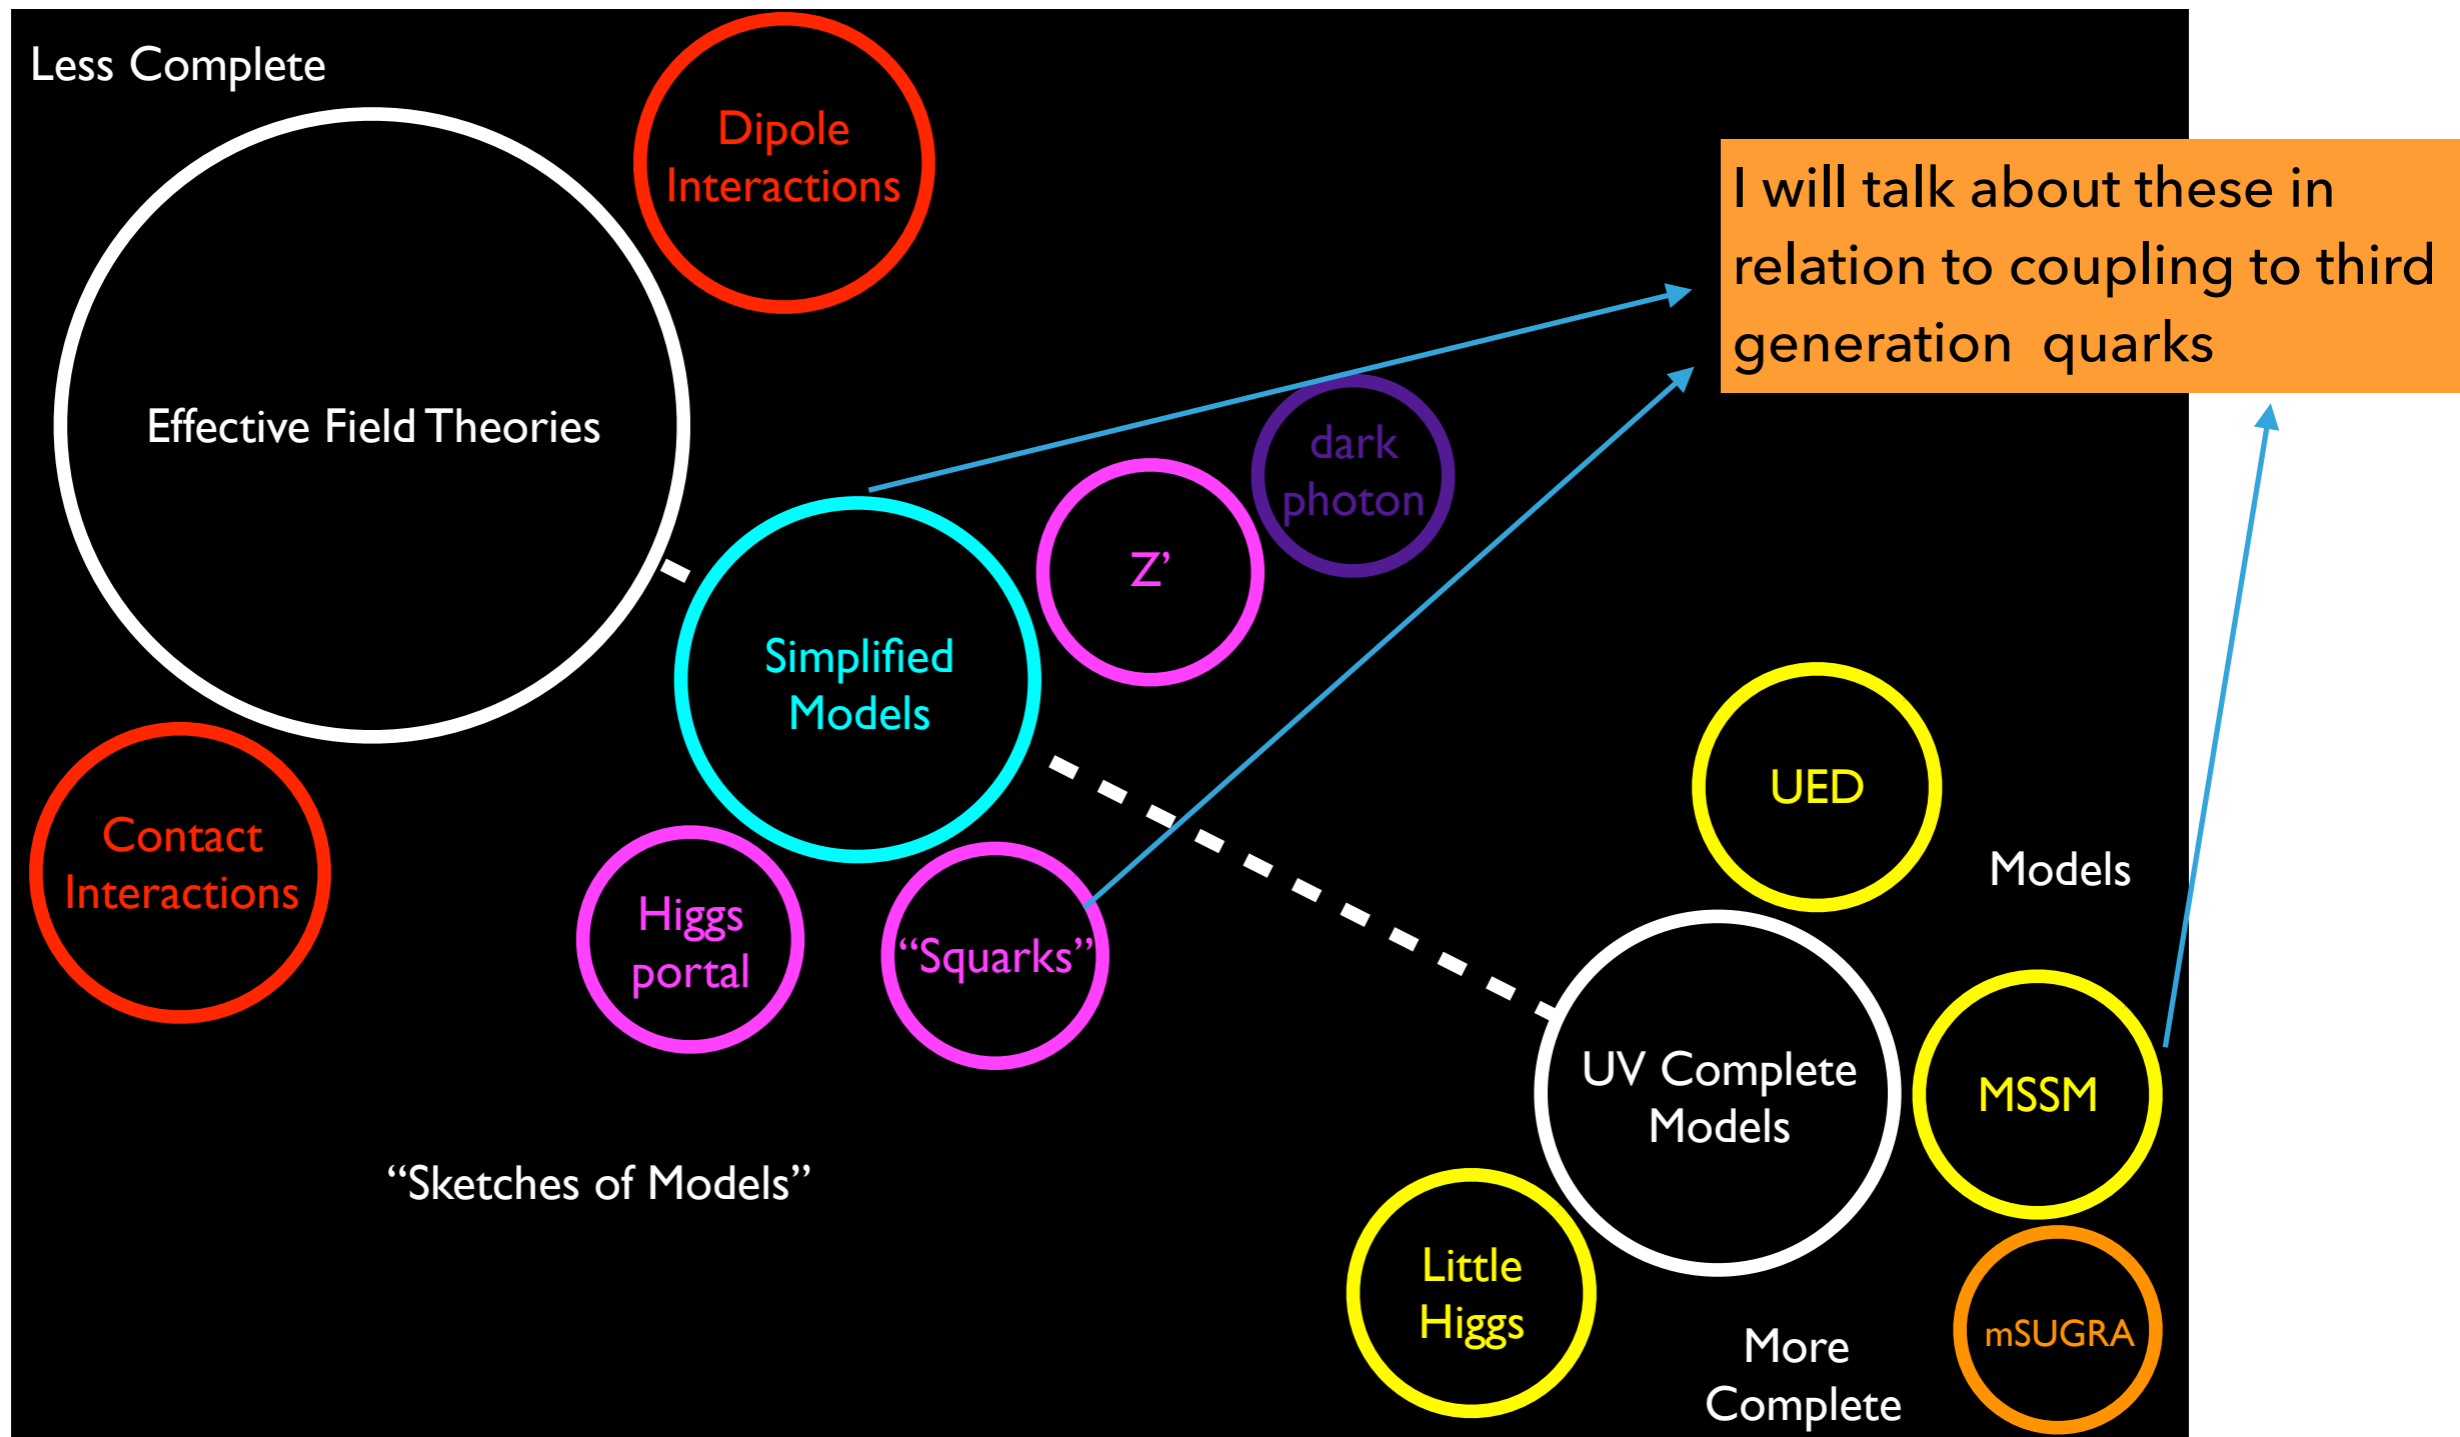 Less Complete
Dipole
Interactions
I will talk about these in
relation to coupling to third
generation  quarks
Effective Field Theories
dark
photon
Z’
Simplified
Models
UED
Models
Contact
Interactions
Higgs
portal
“Squarks”
UV Complete
Models
MSSM
“Sketches of Models”
Little
Higgs
mSUGRA
More
Complete